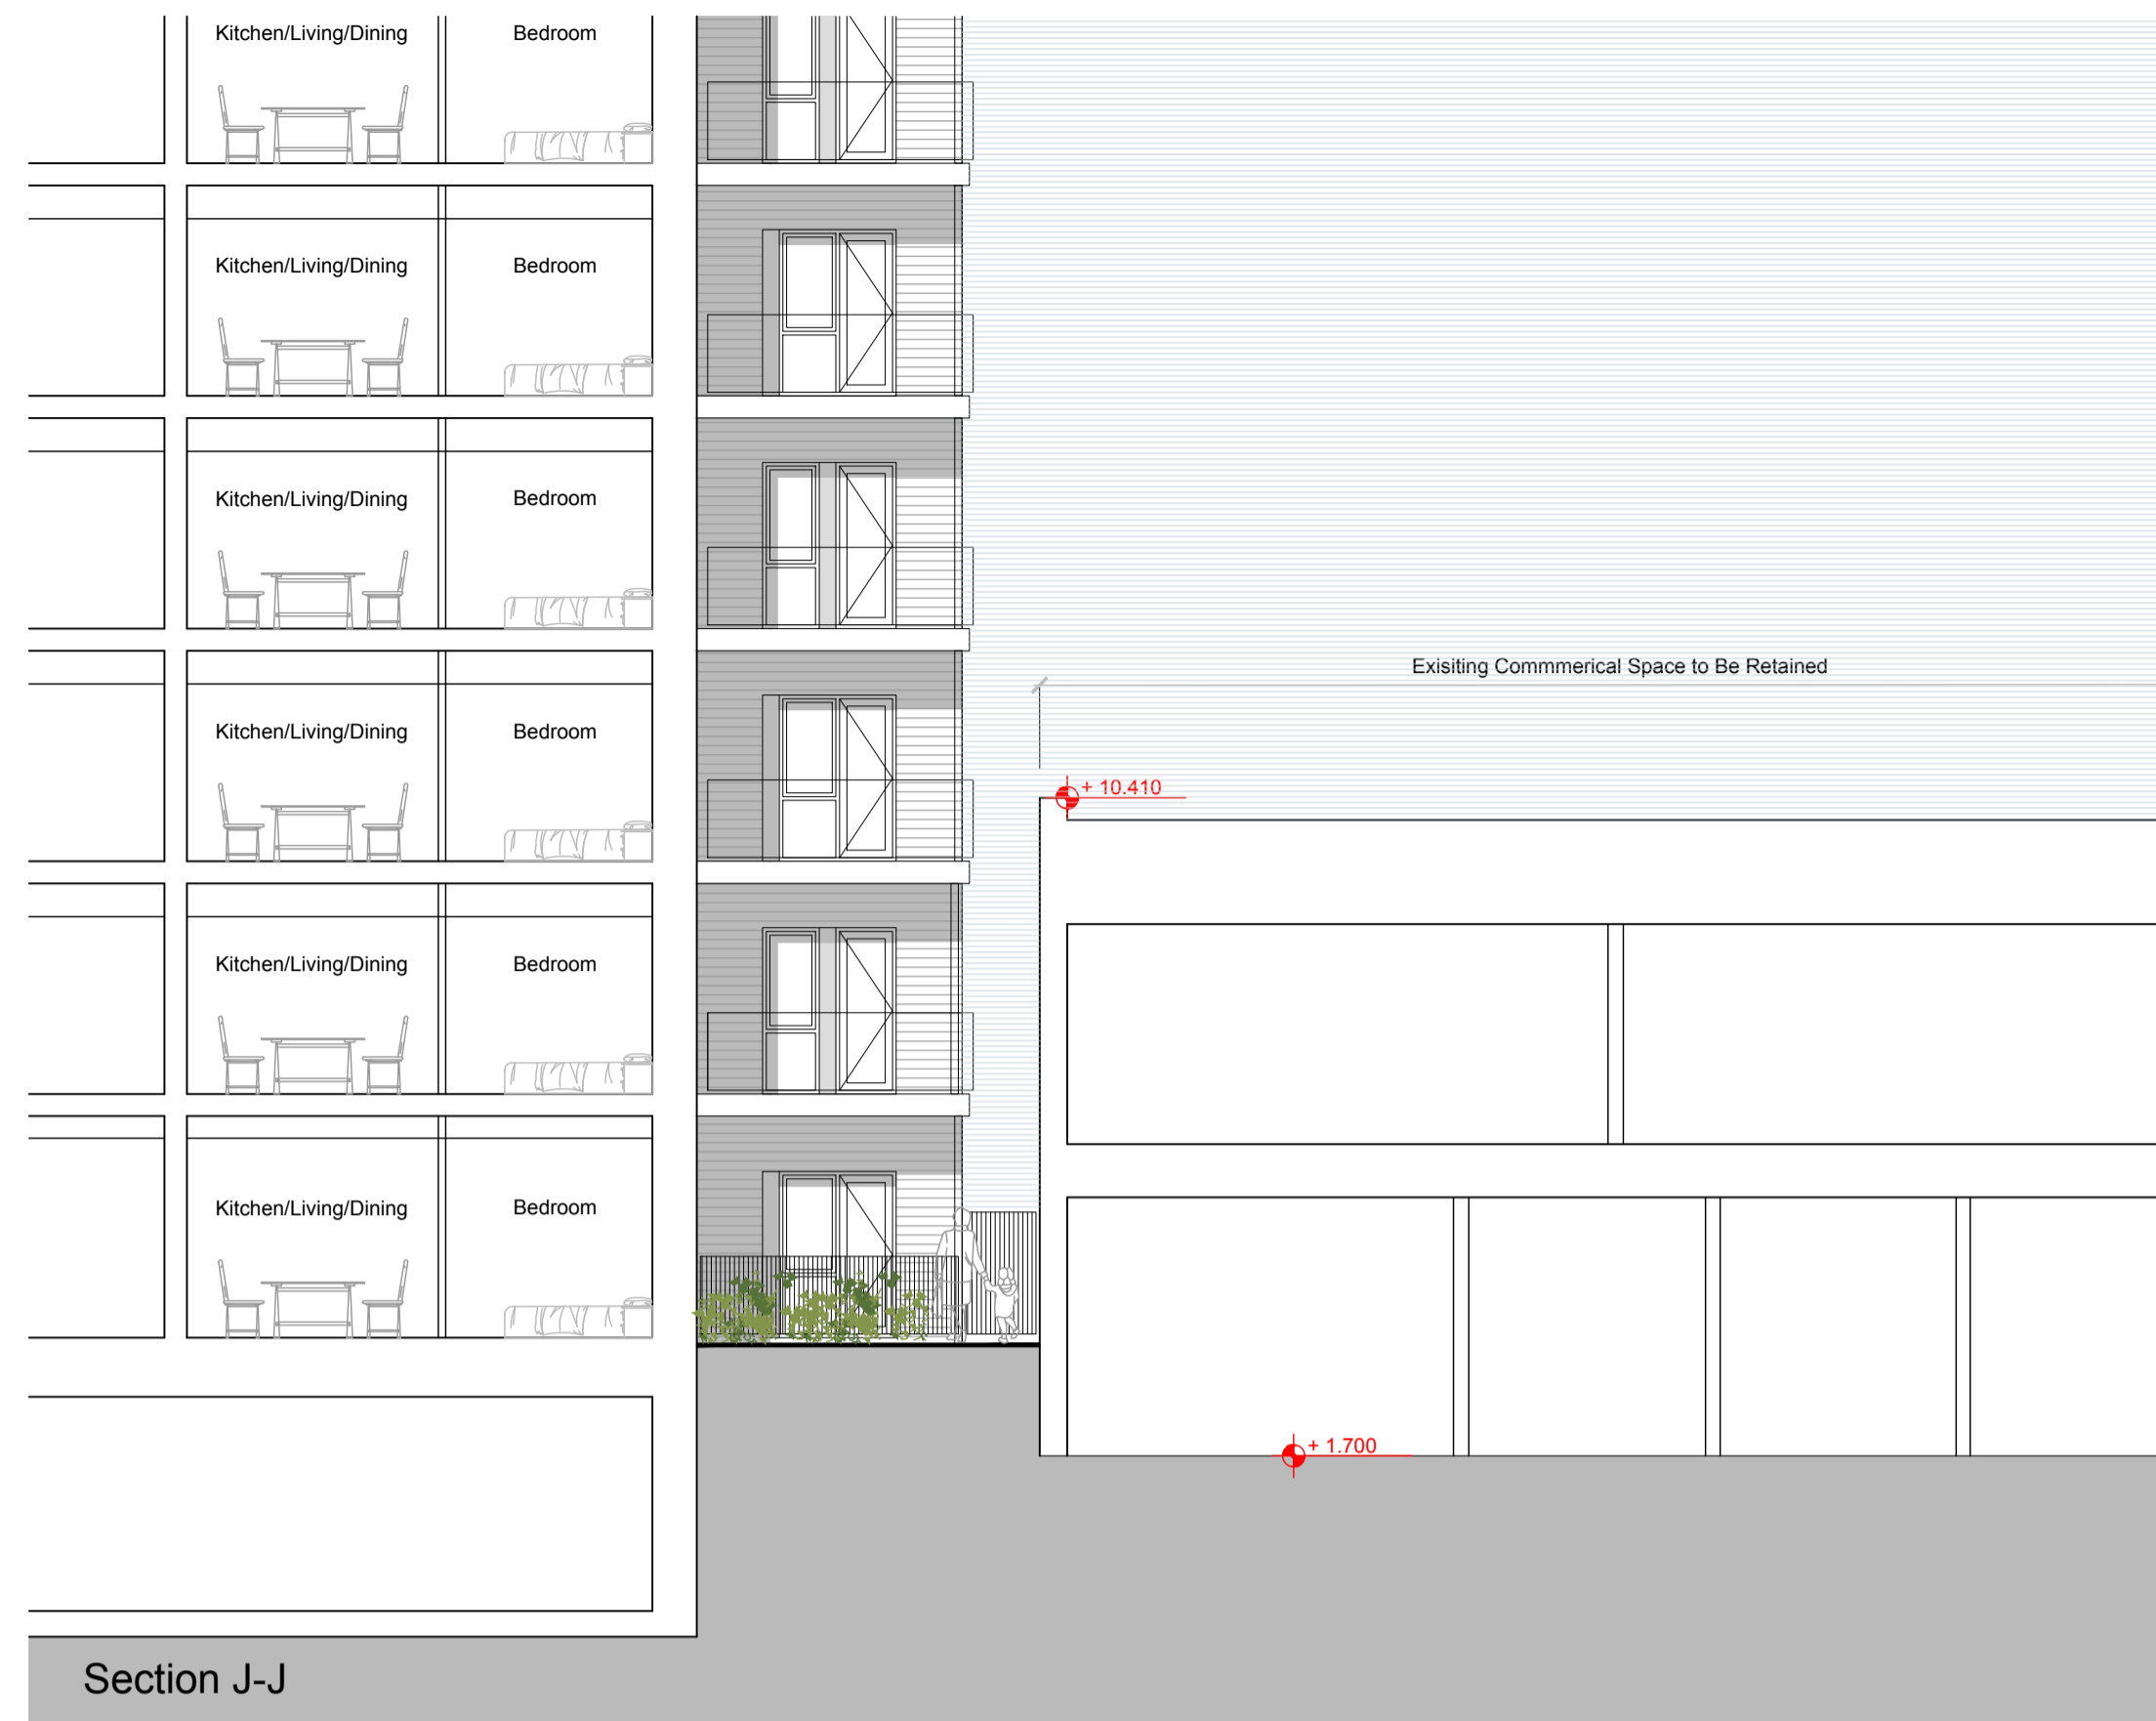 Kitchen/Living/Dining Bedroom
Kitchen/Living/Dining Bedroom
Kitchen/Living/Dining Bedroom
Exisiting Commmerical Space to Be Retained
Kitchen/Living/Dining Bedroom
+ 10.410
Kitchen/Living/Dining Bedroom
Kitchen/Living/Dining Bedroom
+ 1.700
Section J-J